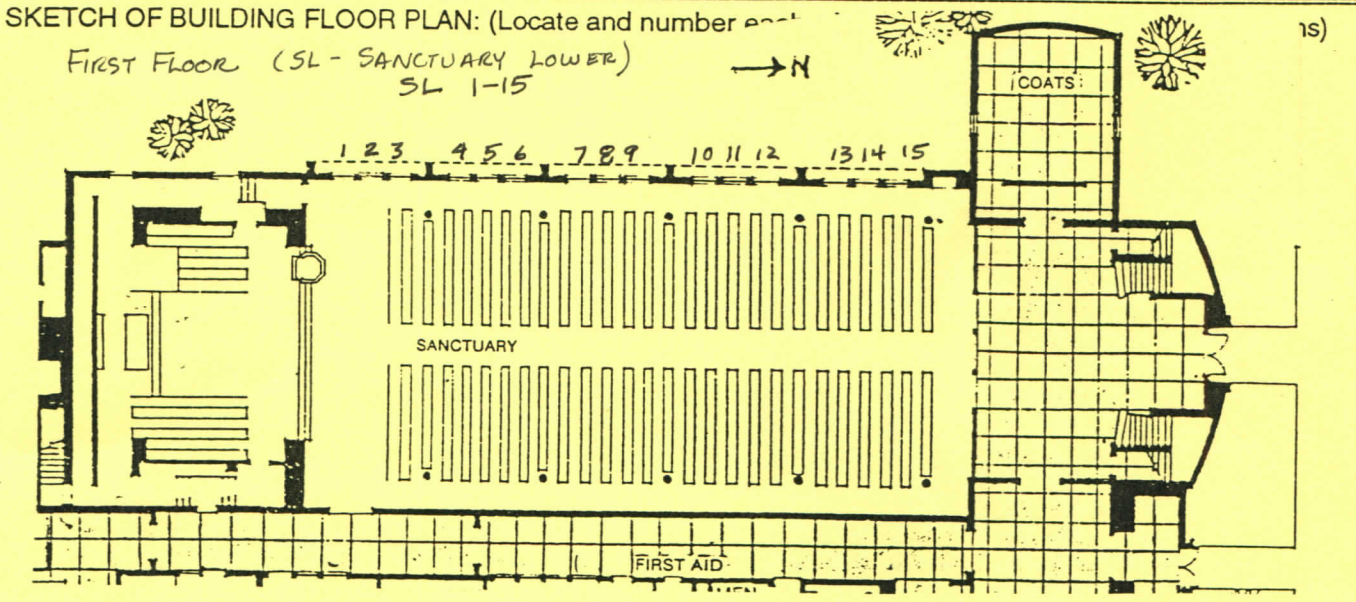 SKETCH OF BUILDING FLOOR PLAN: (Locate and number
FIRST FLOOR (SL - SANCTUARY LOWER)
SL 1-15
→N
COATS
1 2 3 4 5 6 7 8 9 10 11 12 13 14 15
SANCTUARY
FIRST AID